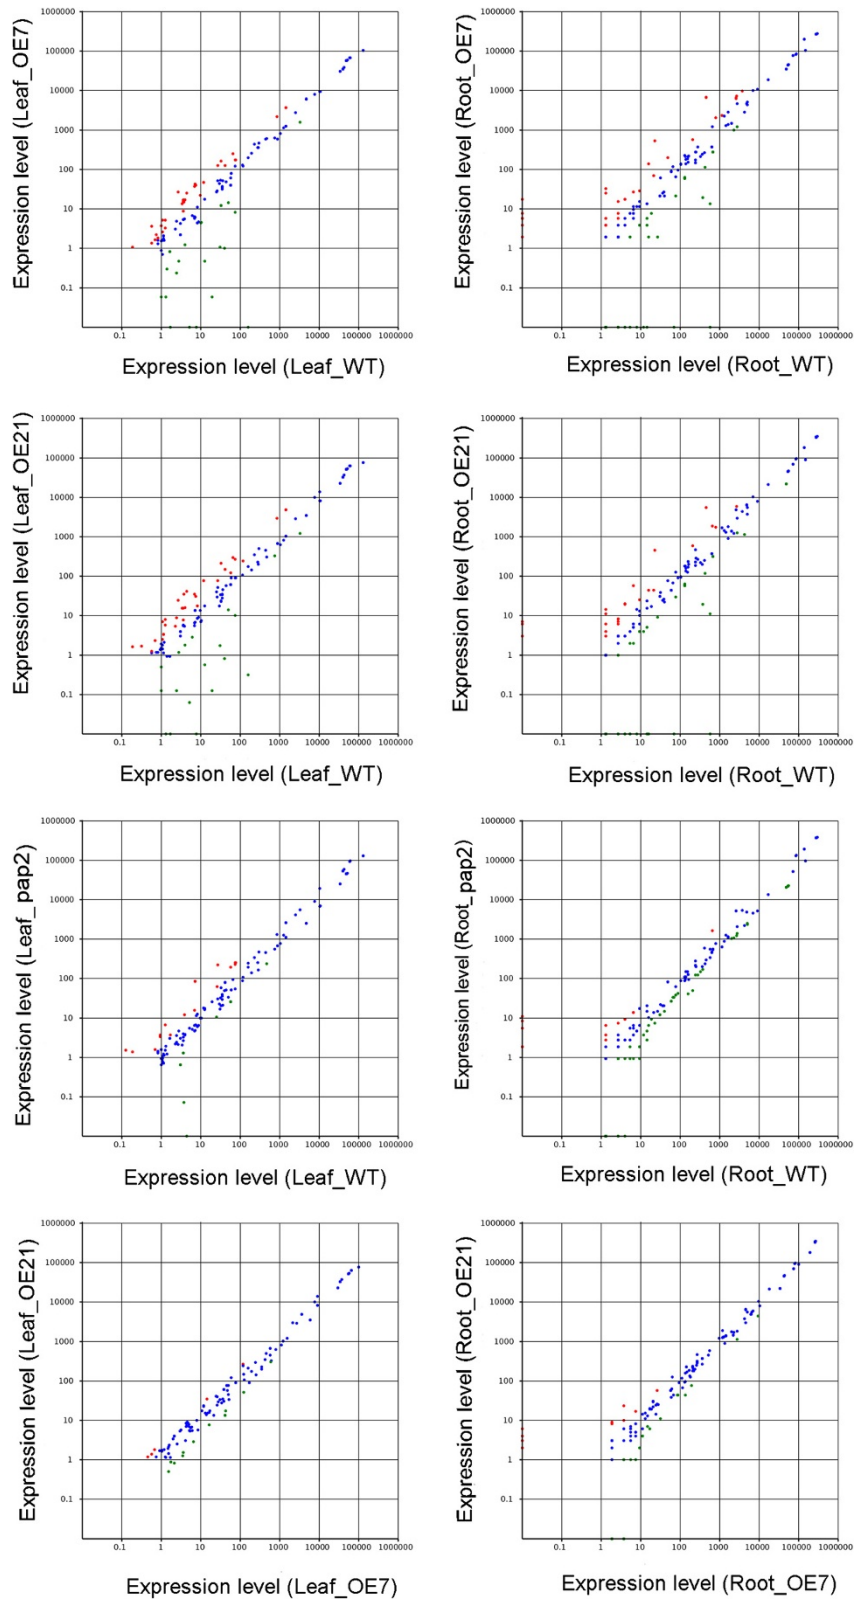 Expression level (Leaf_OE7)
1000000
100000
10000
1000
100
10
1
0.1
0.1 1 10 100 1000 10000 100000 1000000
Expression level (Leaf_WT)
Expression level (Root_OE7)
1000000
100000
10000
1000
100
10
1
0.1
0.1 1 10 100 1000 10000 100000 1000000
Expression level (Root_WT)
Expression level (Leaf_OE21)
1000000
100000
10000
1000
100
10
1
0.1
0.1 1 10 100 1000 10000 100000 1000000
Expression level (Leaf_WT)
Expression level (Root_OE21)
1000000
100000
10000
1000
100
10
1
0.1
0.1 1 10 100 1000 10000 100000 1000000
Expression level (Root_WT)
Expression level (Leaf_pap2)
1000000
100000
10000
1000
100
10
1
0.1
0.1 1 10 100 1000 10000 100000 1000000
Expression level (Leaf_WT)
Expression level (Root_pap2)
1000000
100000
10000
1000
100
10
1
0.1
0.1 1 10 100 1000 10000 100000 1000000
Expression level (Root_WT)
Expression level (Leaf_OE21)
1000000
100000
10000
1000
100
10
1
0.1
0.1 1 10 100 1000 10000 100000 1000000
Expression level (Leaf_OE7)
Expression level (Root_OE21)
1000000
100000
10000
1000
100
10
1
0.1
0.1 1 10 100 1000 10000 100000 1000000
Expression level (Root_OE7)